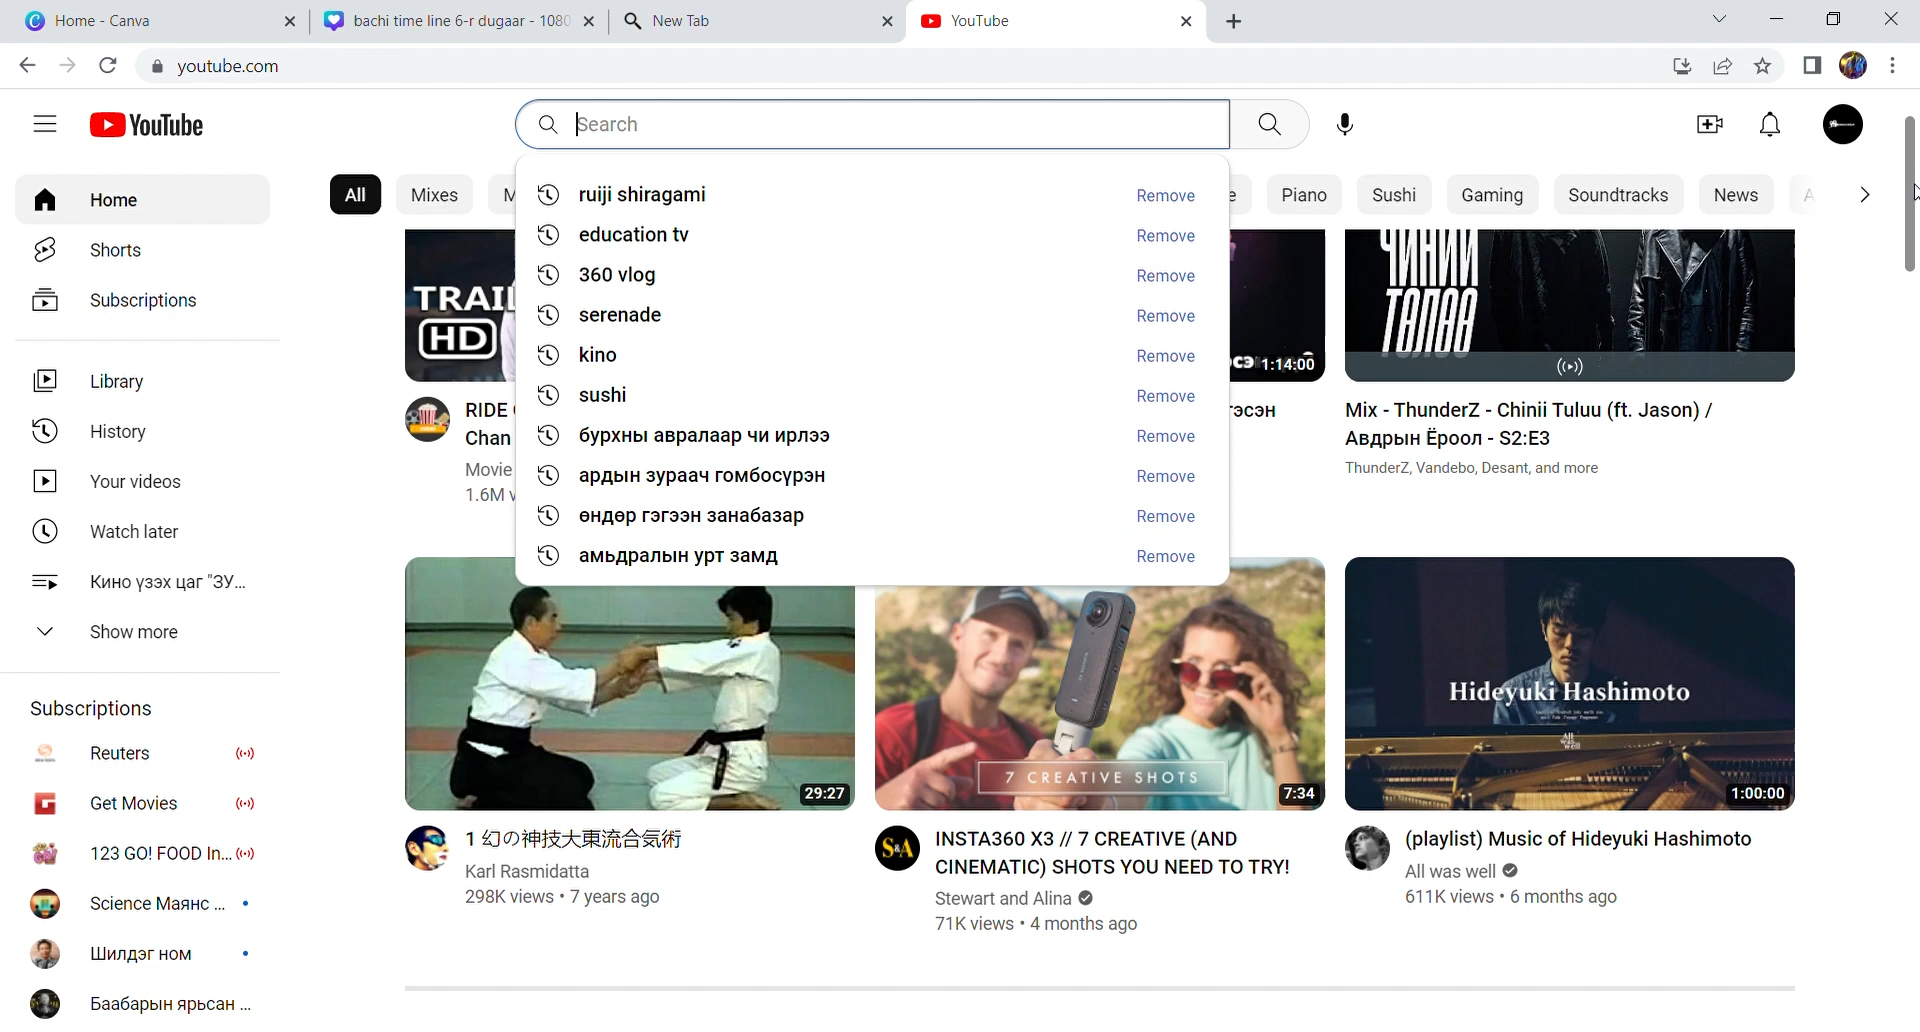 Home - Canva
bachi time line 6-r dugaar - 1080
New Tab
YouTube
youtube.com
YouTube
Search
ruiji shiragami Remove
education tv Remove
360 vlog Remove
serenade Remove
kino Remove
sushi Remove
бурхны авралаар чи ирлээ Remove
ардын зураач гомбосүрэн Remove
өндөр гэгээн занабазар Remove
амьдралын урт замд Remove
Home
Shorts
Subscriptions
Library
History
Your videos
Watch later
Кино үзэх цаг "ЗУ...
Show more
Subscriptions
Reuters
Get Movies
123 GO! FOOD In...
Science Маянс ...
Шилдэг ном
Баабарын ярьсан ...
All Mixes M Piano Sushi Gaming Soundtracks News A
TRAIL
HD
RIDE
Chan
Movie
1.6M v
1:14:00
гэсэн
ЧИНИЙ
ТӨЛӨӨ
Mix - ThunderZ - Chinii Tuluu (ft. Jason) /
Авдрын Ёроол - S2:E3
ThunderZ, Vandebo, Desant, and more
29:27
1 幻の神技大東流合気術
Karl Rasmidatta
298K views • 7 years ago
7 CREATIVE SHOTS
7:34
S&A
INSTA360 X3 // 7 CREATIVE (AND
CINEMATIC) SHOTS YOU NEED TO TRY!
Stewart and Alina
71K views • 4 months ago
Hideyuki Hashimoto
All
was
well
1:00:00
(playlist) Music of Hideyuki Hashimoto
All was well
611K views • 6 months ago